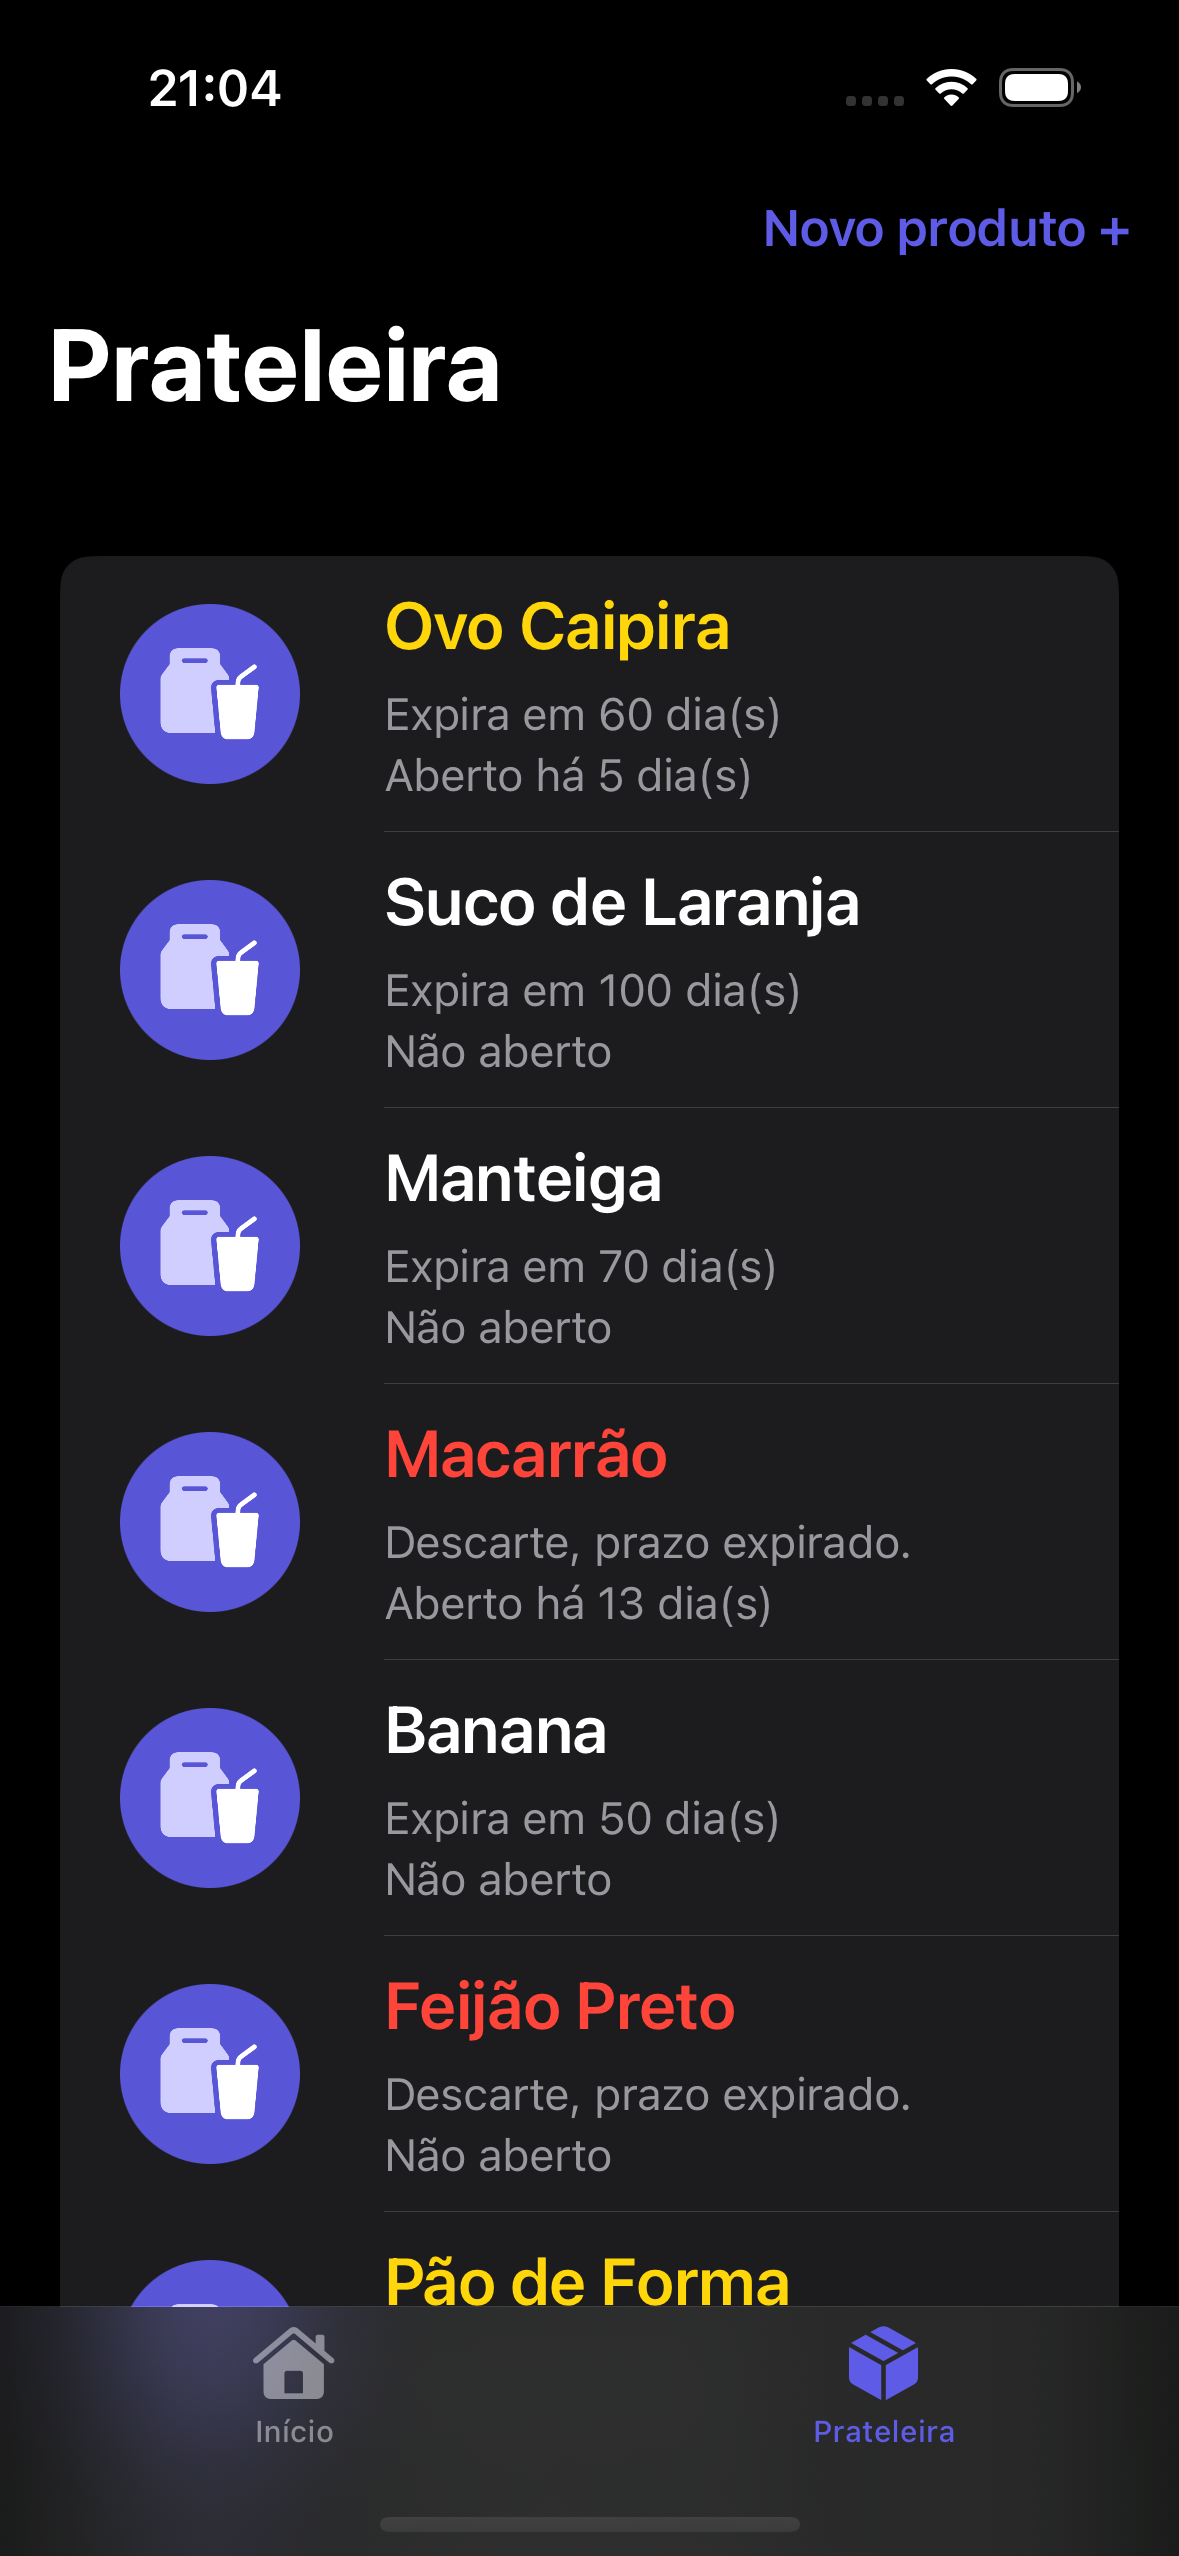 21:04
Novo produto +
Prateleira
Ovo Caipira
Expira em 60 dia(s)
Aberto há 5 dia(s)
Suco de Laranja
Expira em 100 dia(s)
Não aberto
Manteiga
Expira em 70 dia(s)
Não aberto
Macarrão
Descarte, prazo expirado.
Aberto há 13 dia(s)
Banana
Expira em 50 dia(s)
Não aberto
Feijão Preto
Descarte, prazo expirado.
Não aberto
Pão de Forma
Início
Prateleira